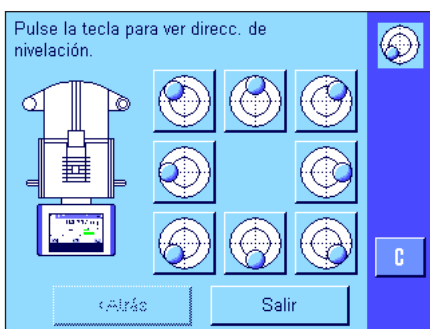 Pulse la tecla para ver direcc. de
nivelación.
C
<Atrás
Salir